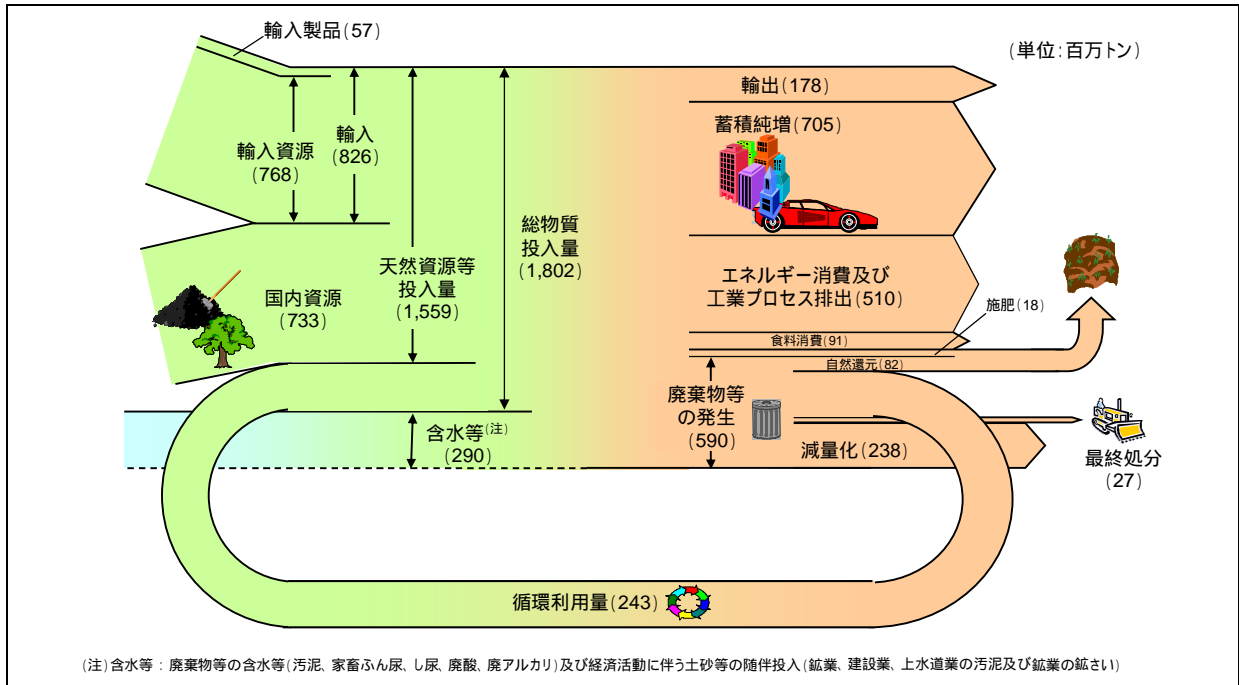 輸入製品(57)
(単位:百万トン)
輸入資源
(768)
輸入
(826)
国内資源
(733)
天然資源等
投入量
(1,559)
総物質
投入量
(1,802)
含水等(注)
(290)
輸出(178)
蓄積純増(705)
エネルギー消費及び
工業プロセス排出(510)
施肥(18)
食料消費(91)
自然還元(82)
廃棄物等
の発生
(590)
減量化(238)
最終処分
(27)
循環利用量(243)
(注)含水等:廃棄物等の含水等(汚泥、家畜ふん尿、し尿、廃酸、廃アルカリ)及び経済活動に伴う土砂等の随伴投入(鉱業、建設業、上水道業の汚泥及び鉱業の鉱さい)